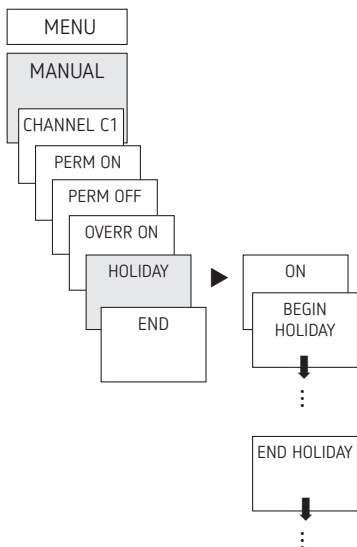 MENU
MANUAL
CHANNEL C1
PERM ON
PERM OFF
OVERR ON
HOLIDAY
END
ON
BEGIN
HOLIDAY
END HOLIDAY